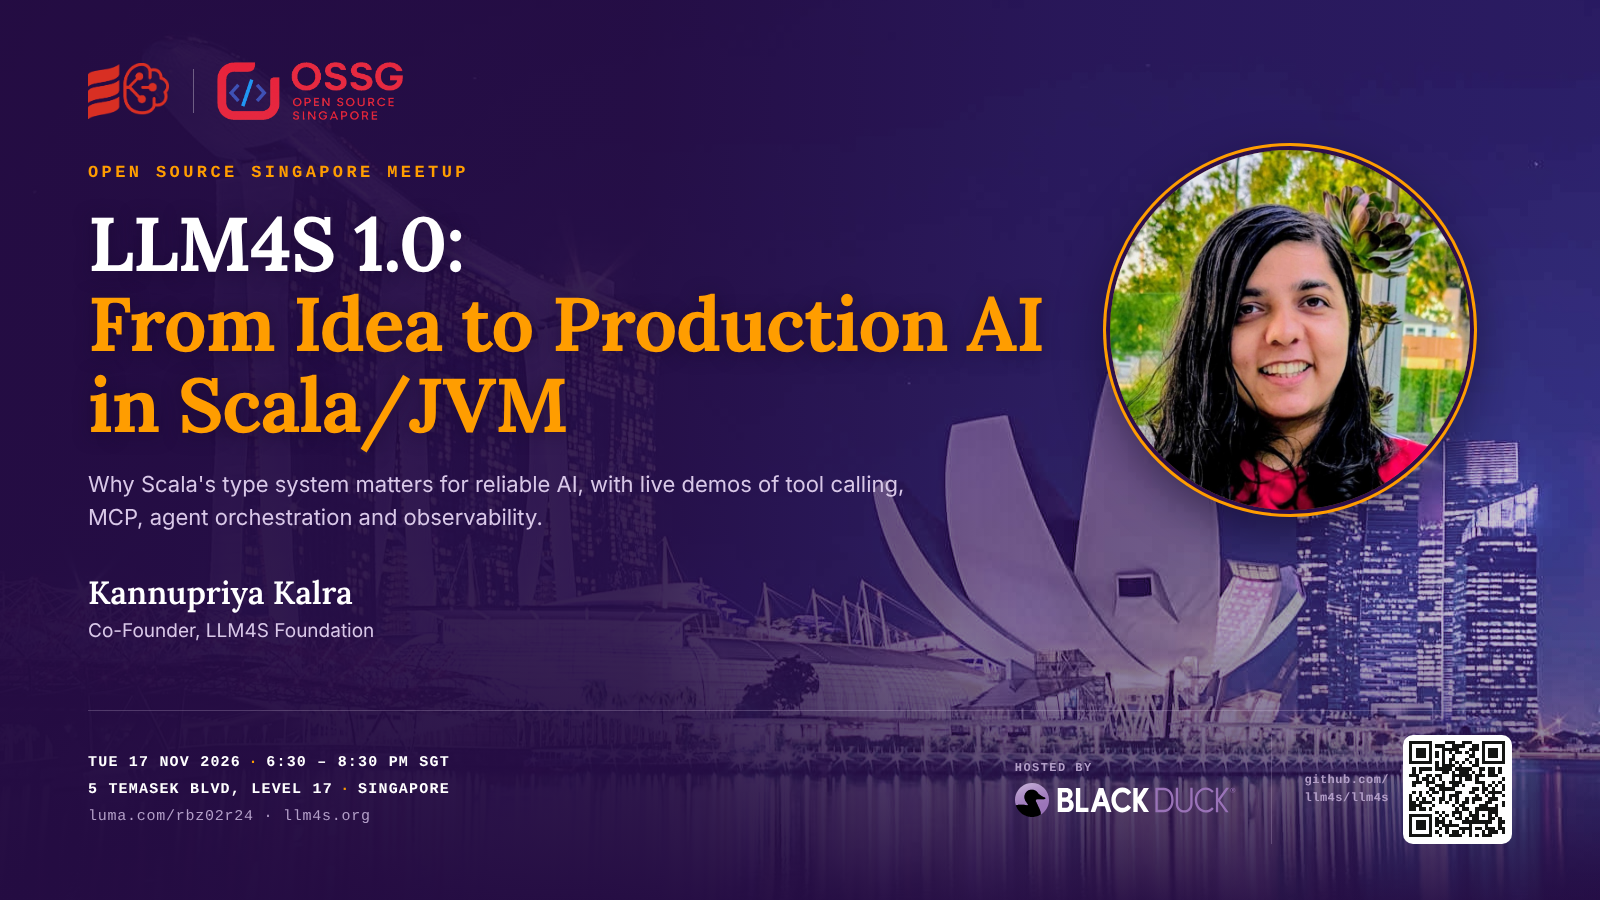 OSSG
OPEN SOURCE
SINGAPORE
OPEN SOURCE SINGAPORE MEETUP
LLM4S 1.0:
From Idea to Production AI
in Scala/JVM
Why Scala's type system matters for reliable AI, with live demos of tool calling,
MCP, agent orchestration and observability.
Kannupriya Kalra
Co-Founder, LLM4S Foundation
TUE 17 NOV 2026 · 6:30 – 8:30 PM SGT
5 TEMASEK BLVD, LEVEL 17 · SINGAPORE
luma.com/rbz02r24 · llm4s.org
HOSTED BY
BLACK DUCK
github.com/
llm4s/llm4s